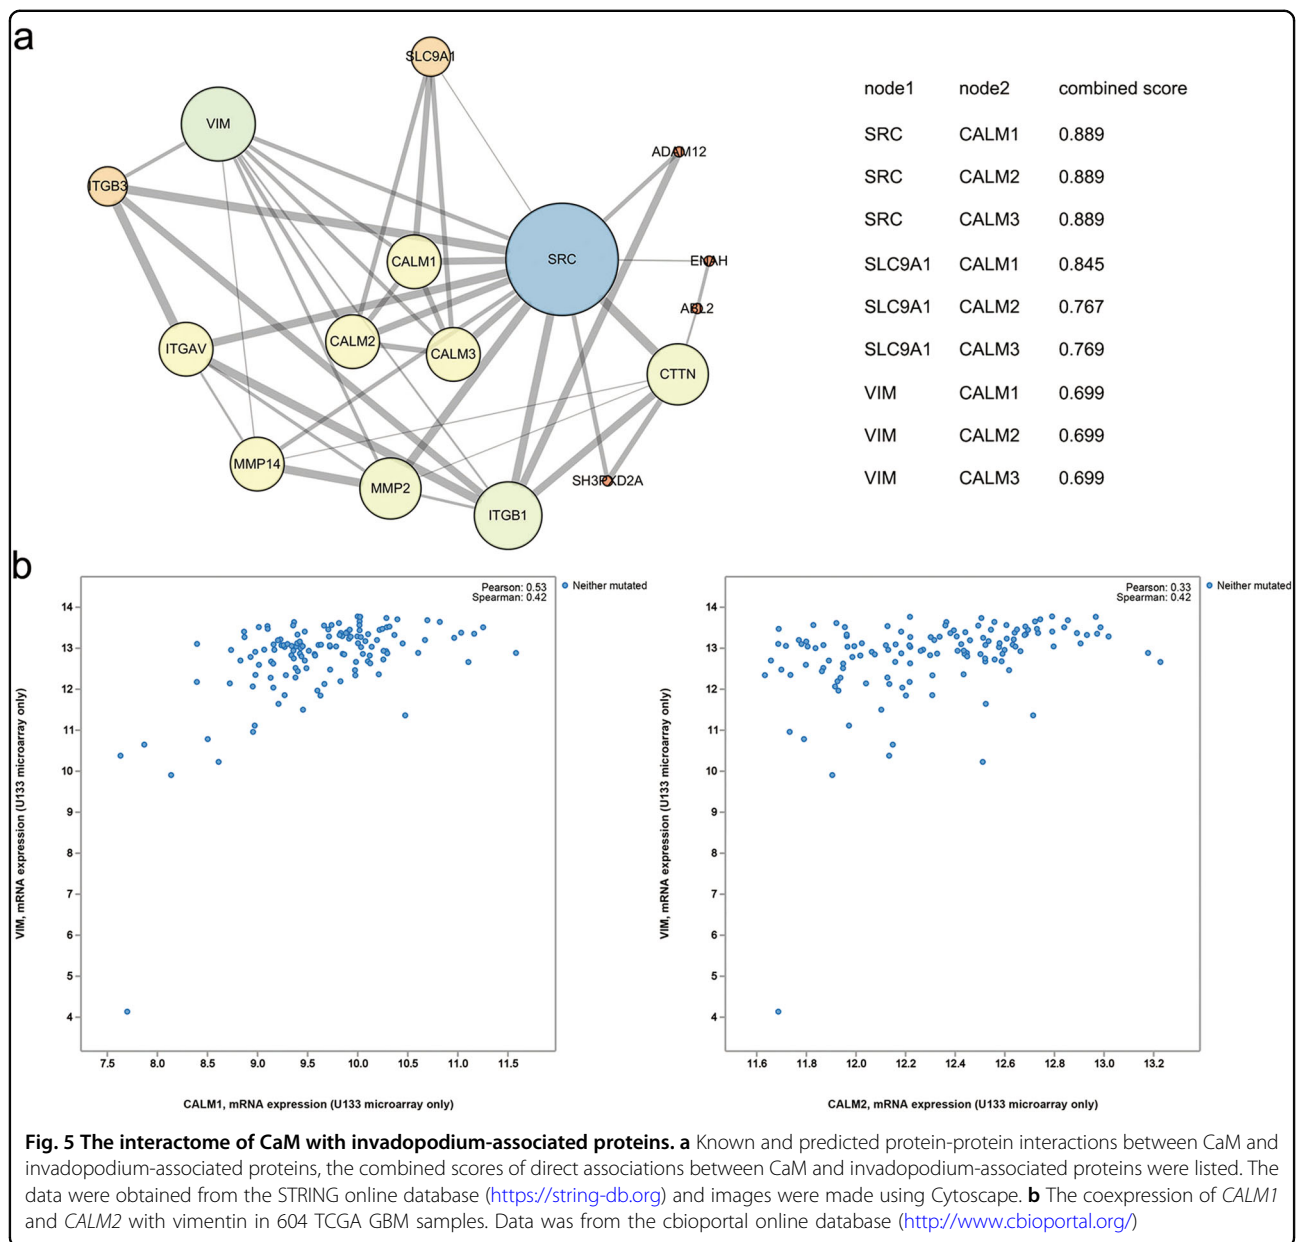 a
SLC9A1
VIM
ADAM12
ITGB3
CALM1
SRC
ENAH
ABL2
ITGAV
CALM2
CALM3
CTTN
MMP14
MMP2
SH3PXD2A
ITGB1
node1 node2 combined score
SRC CALM1 0.889
SRC CALM2 0.889
SRC CALM3 0.889
SLC9A1 CALM1 0.845
SLC9A1 CALM2 0.767
SLC9A1 CALM3 0.769
VIM CALM1 0.699
VIM CALM2 0.699
VIM CALM3 0.699
b
Pearson: 0.53
Spearman: 0.42
Neither mutated
VIM, mRNA expression (U133 microarray only)
14
13
12
11
10
9
8
7
6
5
4
7.5 8.0 8.5 9.0 9.5 10.0 10.5 11.0 11.5
CALM1, mRNA expression (U133 microarray only)
Pearson: 0.33
Spearman: 0.42
Neither mutated
VIM, mRNA expression (U133 microarray only)
14
13
12
11
10
9
8
7
6
5
4
11.6 11.8 12.0 12.2 12.4 12.6 12.8 13.0 13.2
CALM2, mRNA expression (U133 microarray only)
Fig. 5 The interactome of CaM with invadopodium-associated proteins. a Known and predicted protein-protein interactions between CaM and
invadopodium-associated proteins, the combined scores of direct associations between CaM and invadopodium-associated proteins were listed. The
data were obtained from the STRING online database (https://string-db.org) and images were made using Cytoscape. b The coexpression of CALM1
and CALM2 with vimentin in 604 TCGA GBM samples. Data was from the cbioportal online database (http://www.cbioportal.org/)